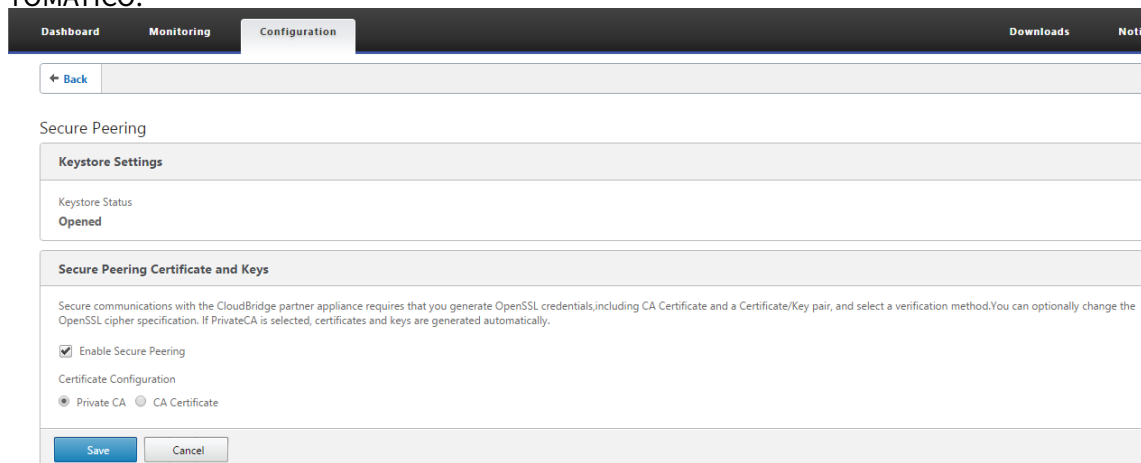 Dashboard Monitoring Configuration Downloads
Back
Secure Peering
Keystore Settings
Keystore Status
Opened
Secure Peering Certificate and Keys
Secure communications with the CloudBridge partner appliance requires that you generate OpenSSL credentials,including CA Certificate and a Certificate/Key pair, and select a verification method.You can optionally change the
OpenSSL cipher specification. If PrivateCA is selected, certificates and keys are generated automatically.
Enable Secure Peering
Certificate Configuration
Private CA CA Certificate
Save Cancel